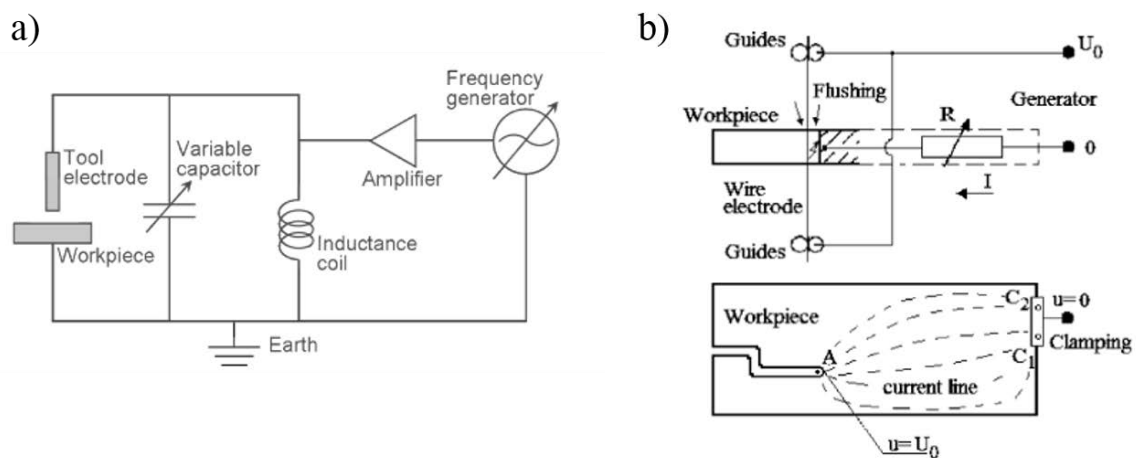 a)
Frequency
generator
Tool
electrode
Variable
capacitor
Amplifier
Workpiece
Inductance
coil
Earth
b)
Guides
U0
Flushing
Workpiece
R
Generator
0
Wire
electrode
I
Guides
C2
u=0
Workpiece
A
Clamping
C1
current line
u=U0